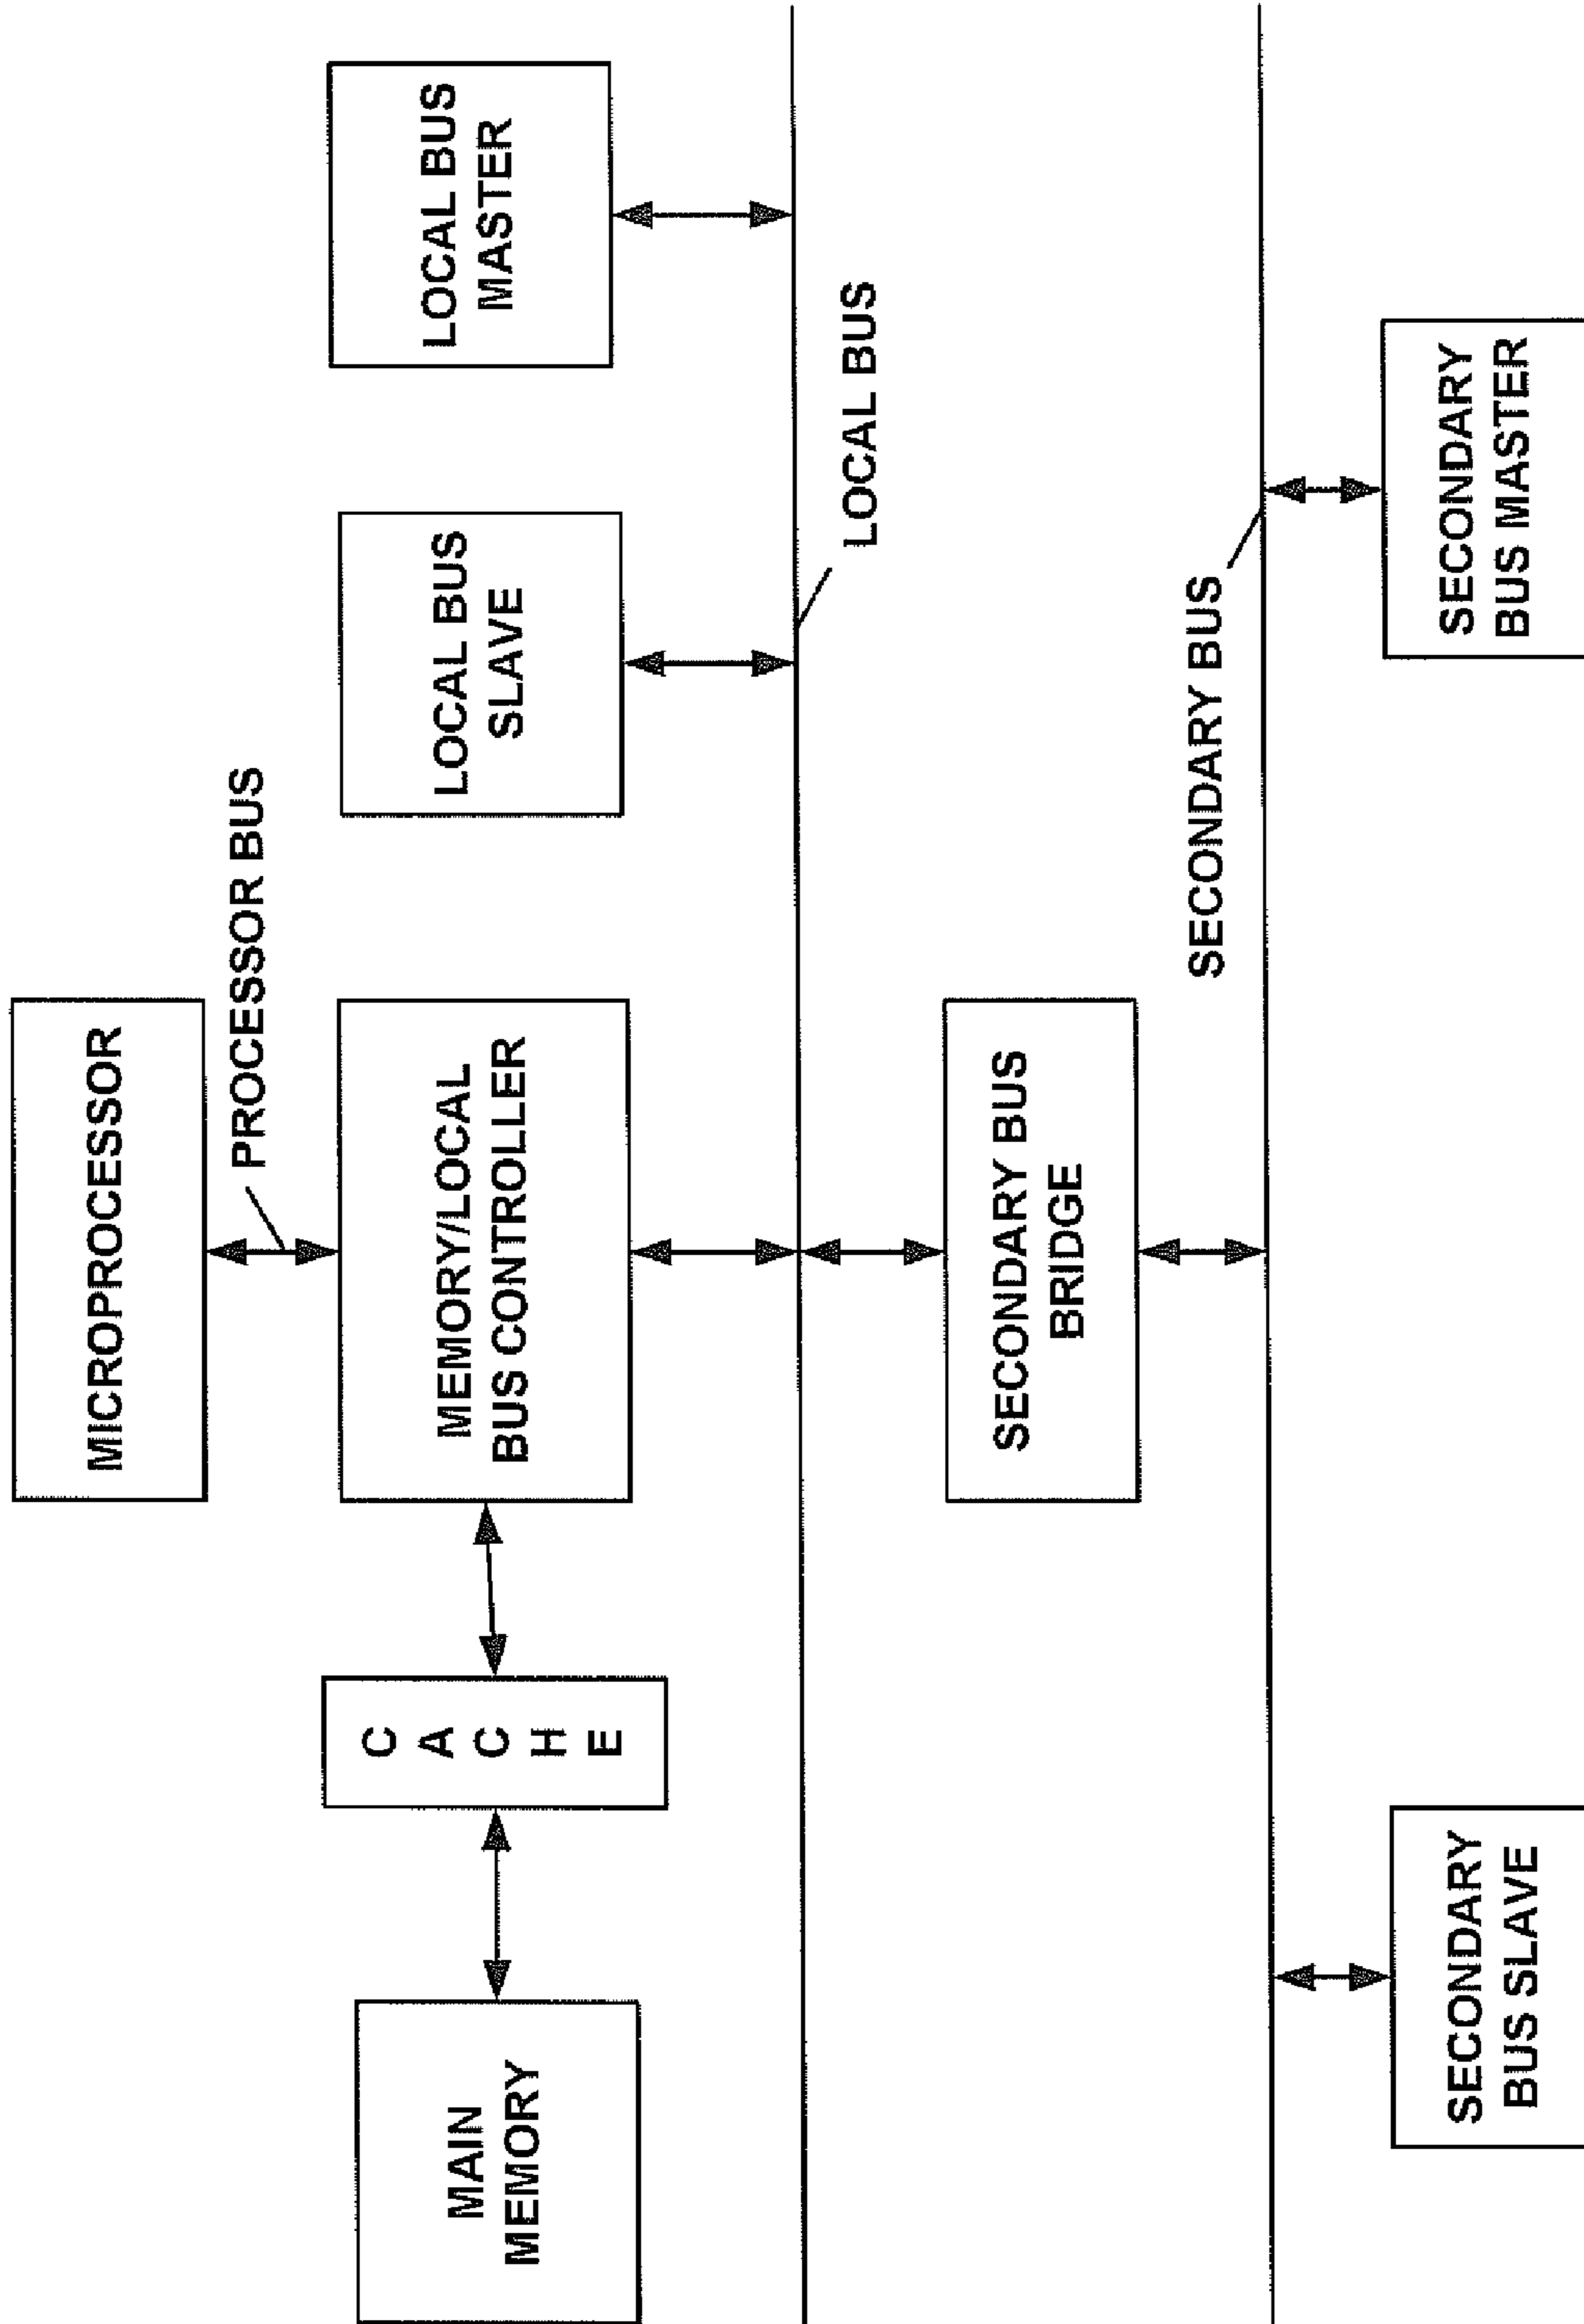 MICROPROCESSOR
PROCESSOR BUS
MAIN
MEMORY
C
A
C
H
E
MEMORY/LOCAL
BUS CONTROLLER
LOCAL BUS
SLAVE
LOCAL BUS
MASTER
LOCAL BUS
SECONDARY BUS
BRIDGE
SECONDARY BUS
SECONDARY
BUS SLAVE
SECONDARY
BUS MASTER